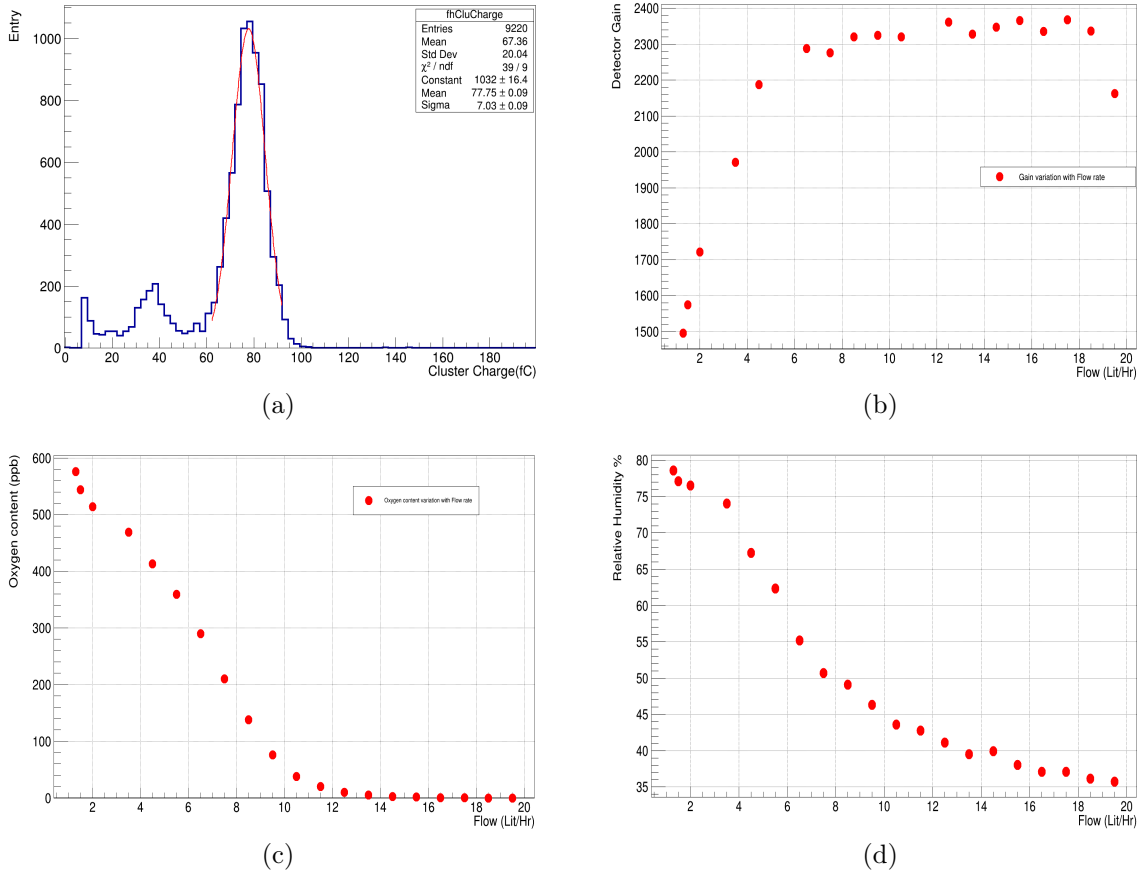 fhCluCharge
Entries 9220
Mean 67.36
Std Dev 20.04
χ² / ndf 39 / 9
Constant 1032 ± 16.4
Mean 77.75 ± 0.09
Sigma 7.03 ± 0.09
Entry
1000
800
600
400
200
0
0 20 40 60 80 100 120 140 160 180
Cluster Charge(fC)
(a)
Detector Gain
2400
2300
2200
2100
2000
1900
1800
1700
1600
1500
Gain variation with Flow rate
2 4 6 8 10 12 14 16 18 20
Flow (Lit/Hr)
(b)
Oxygen content (ppb)
600
500
400
300
200
100
0
Oxygen content variation with Flow rate
2 4 6 8 10 12 14 16 18 20
Flow (Lit/Hr)
(c)
Relative Humidity %
80
75
70
65
60
55
50
45
40
35
2 4 6 8 10 12 14 16 18 20
Flow (Lit/Hr)
(d)